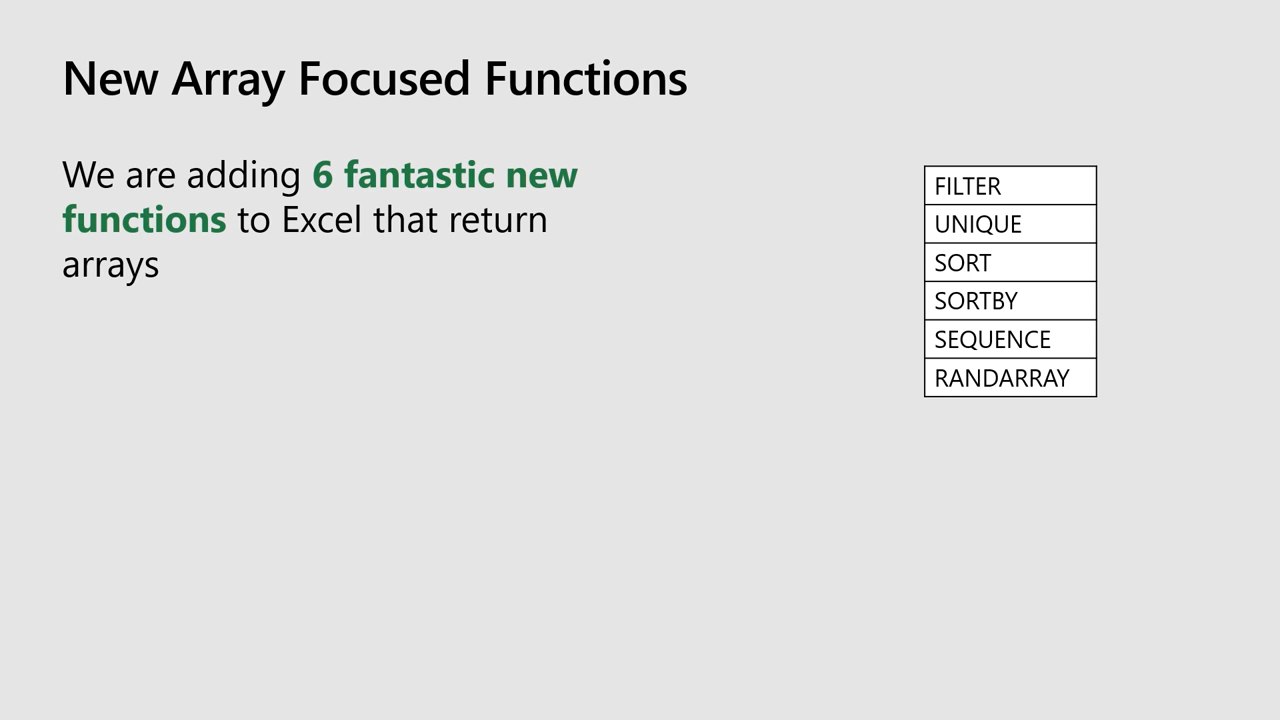 New Array Focused Functions
We are adding 6 fantastic new
functions to Excel that return
arrays
FILTER
UNIQUE
SORT
SORTBY
SEQUENCE
RANDARRAY